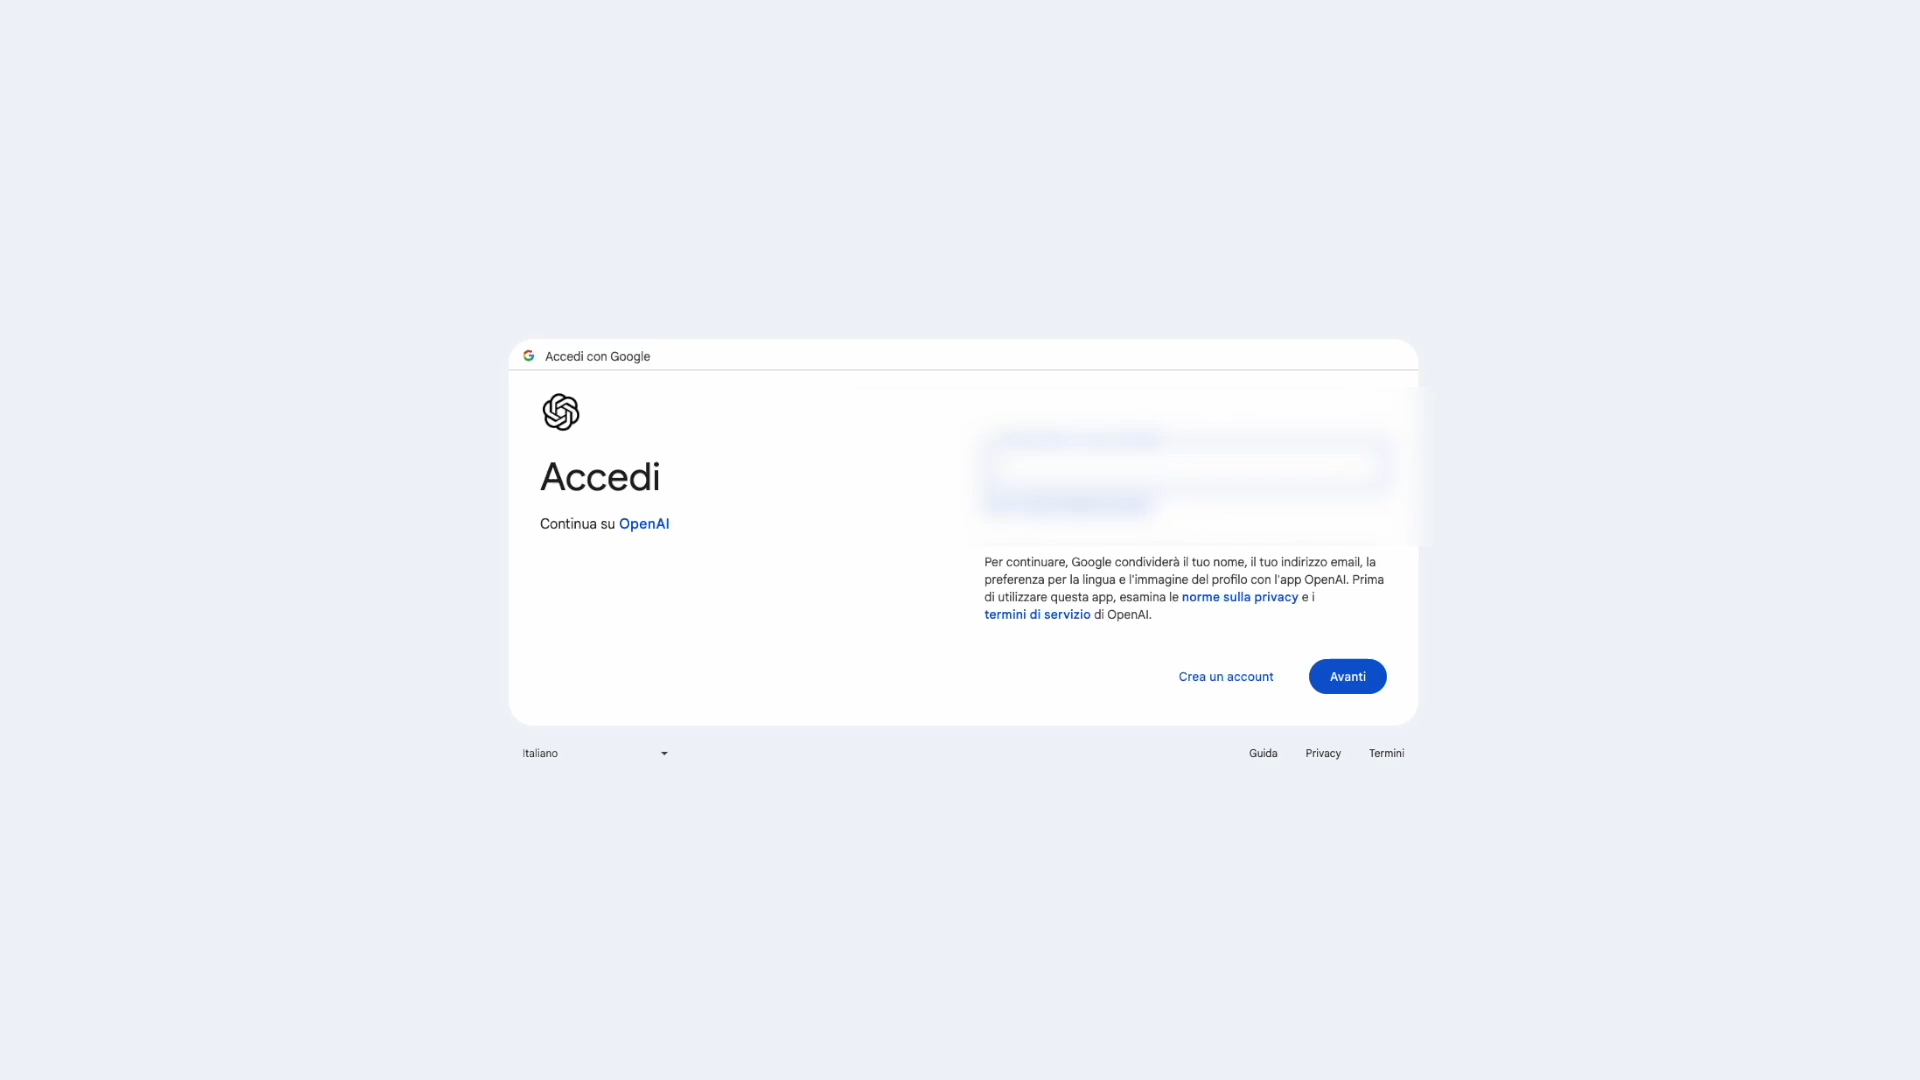 Accedi con Google
Accedi
Continua su OpenAI
Per continuare, Google condividerà il tuo nome, il tuo indirizzo email, la
preferenza per la lingua e l'immagine del profilo con l'app OpenAI. Prima
di utilizzare questa app, esamina le norme sulla privacy e i
termini di servizio di OpenAI.
Crea un account
Avanti
Italiano
Guida
Privacy
Termini